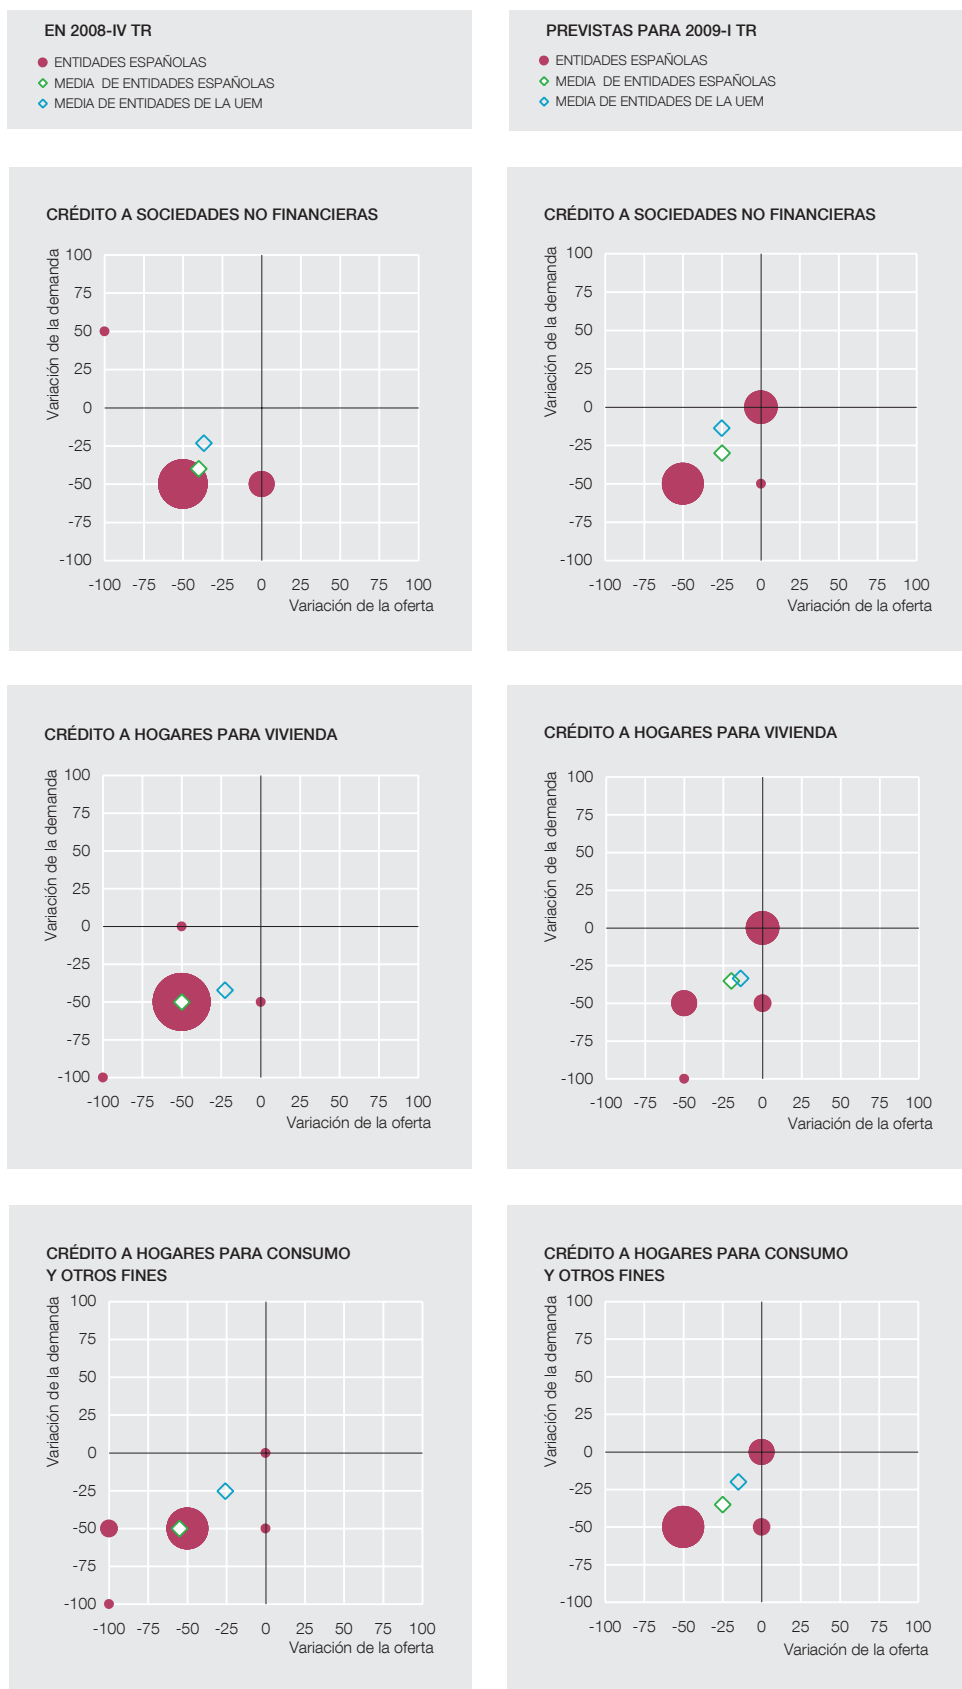 EN 2008-IV TR
ENTIDADES ESPAÑOLAS
MEDIA DE ENTIDADES ESPAÑOLAS
MEDIA DE ENTIDADES DE LA UEM
PREVISTAS PARA 2009-I TR
ENTIDADES ESPAÑOLAS
MEDIA DE ENTIDADES ESPAÑOLAS
MEDIA DE ENTIDADES DE LA UEM
CRÉDITO A SOCIEDADES NO FINANCIERAS
Variación de la demanda
100
75
50
25
0
-25
-50
-75
-100
-100 -75 -50 -25 0 25 50 75 100
Variación de la oferta
CRÉDITO A SOCIEDADES NO FINANCIERAS
Variación de la demanda
100
75
50
25
0
-25
-50
-75
-100
-100 -75 -50 -25 0 25 50 75 100
Variación de la oferta
CRÉDITO A HOGARES PARA VIVIENDA
Variación de la demanda
100
75
50
25
0
-25
-50
-75
-100
-100 -75 -50 -25 0 25 50 75 100
Variación de la oferta
CRÉDITO A HOGARES PARA VIVIENDA
Variación de la demanda
100
75
50
25
0
-25
-50
-75
-100
-100 -75 -50 -25 0 25 50 75 100
Variación de la oferta
CRÉDITO A HOGARES PARA CONSUMO
Y OTROS FINES
Variación de la demanda
100
75
50
25
0
-25
-50
-75
-100
-100 -75 -50 -25 0 25 50 75 100
Variación de la oferta
CRÉDITO A HOGARES PARA CONSUMO
Y OTROS FINES
Variación de la demanda
100
75
50
25
0
-25
-50
-75
-100
-100 -75 -50 -25 0 25 50 75 100
Variación de la oferta